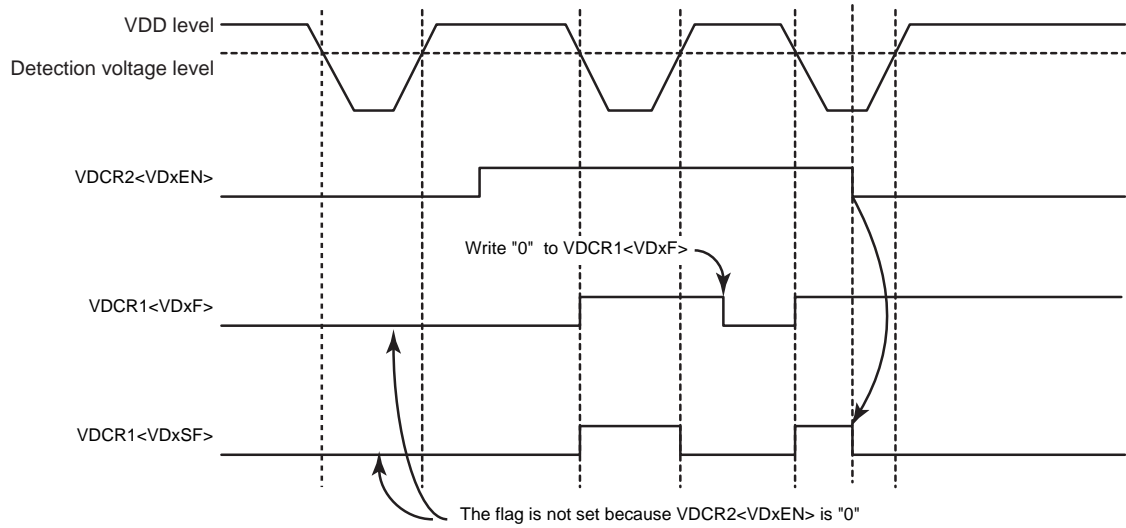 VDD level
Detection voltage level
VDCR2<VDxEN>
Write "0" to VDCR1<VDxF>
VDCR1<VDxF>
VDCR1<VDxSF>
The flag is not set because VDCR2<VDxEN> is "0"